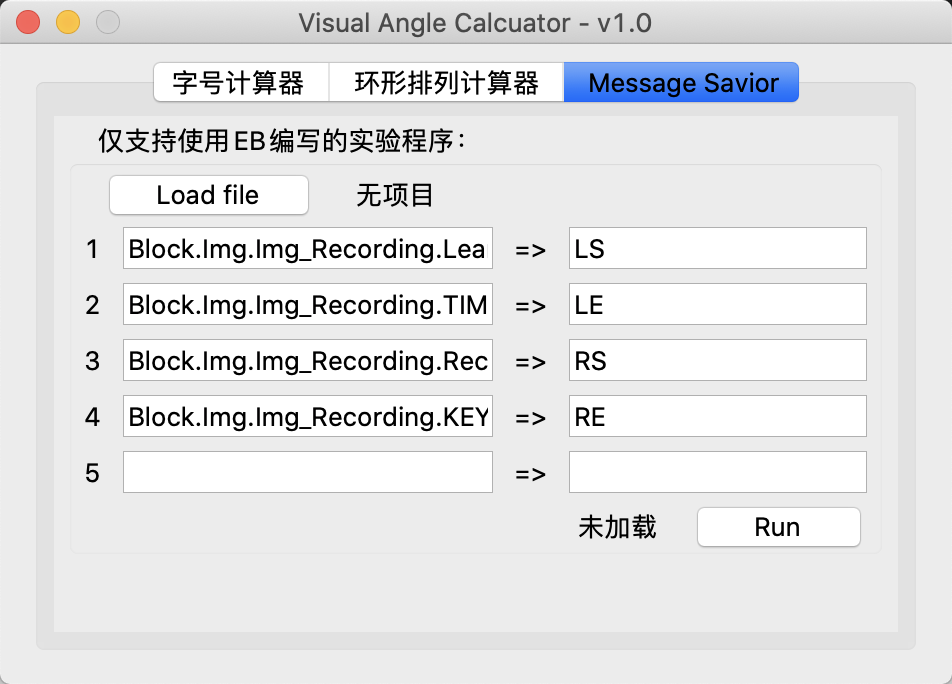 Visual Angle Calcuator - v1.0
字号计算器 环形排列计算器 Message Savior
仅支持使用EB编写的实验程序：
Load file 无项目
1 Block.Img.Img_Recording.Lea => LS
2 Block.Img.Img_Recording.TIM => LE
3 Block.Img.Img_Recording.Rec => RS
4 Block.Img.Img_Recording.KEY => RE
5 =>
未加载 Run